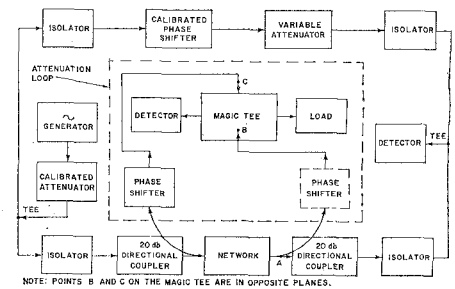 ISOLATOR
CALIBRATED
PHASE
SHIFTER
VARIABLE
ATTENUATOR
ISOLATOR
ATTENUATION
LOOP
C
DETECTOR
MAGIC TEE
LOAD
B
GENERATOR
DETECTOR
TEE
CALIBRATED
ATTENUATOR
PHASE
SHIFTER
PHASE
SHIFTER
TEE
ISOLATOR
20 db
DIRECTIONAL
COUPLER
NETWORK
A
20 db
DIRECTIONAL
COUPLER
ISOLATOR
NOTE: POINTS B AND C ON THE MAGIC TEE ARE IN OPPOSITE PLANES.